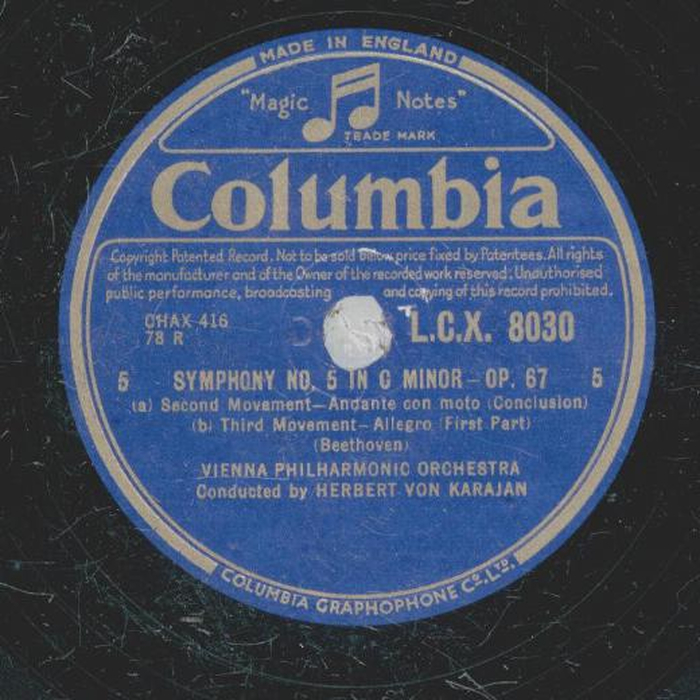 MADE IN ENGLAND
"Magic Notes"
TRADE MARK
Columbia
Copyright Patented Record. Not to be sold below price fixed by Patentees. All rights
of the manufacturer and of the Owner of the recorded work reserved. Unauthorised
public performance, broadcasting and copying of this record prohibited.
CHAX 416
78 R
L.C.X. 8030
5 SYMPHONY NO. 5 IN C MINOR – OP. 67 5
(a) Second Movement—Andante con moto (Conclusion)
(b) Third Movement—Allegro (First Part)
(Beethoven)
VIENNA PHILHARMONIC ORCHESTRA
Conducted by HERBERT VON KARAJAN
COLUMBIA GRAPHOPHONE CO. LTD.